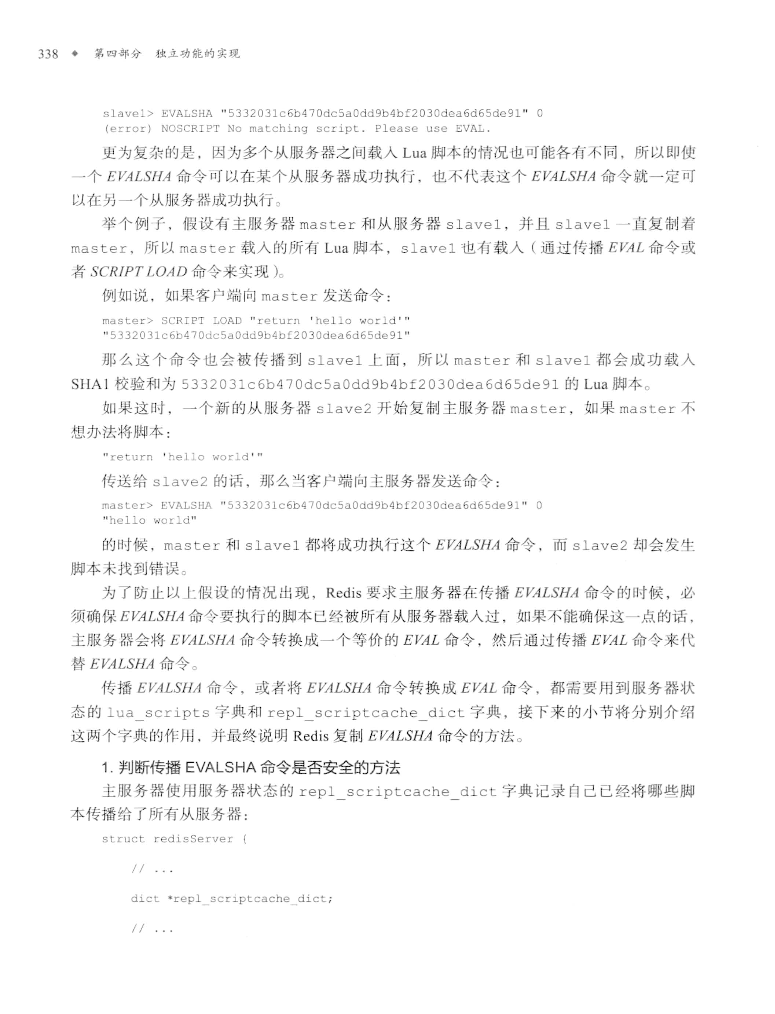 338 ◆ 第四部分 独立功能的实现
slave1> EVALSHA "5332031c6b470dc5a0dd9b4bf2030dea6d65de91" 0
(error) NOSCRIPT No matching script. Please use EVAL.
更为复杂的是，因为多个从服务器之间载入 Lua 脚本的情况也可能各有不同，所以即使
一个 EVALSHA 命令可以在某个从服务器成功执行，也不代表这个 EVALSHA 命令就一定可
以在另一个从服务器成功执行。
举个例子，假设有主服务器 master 和从服务器 slave1，并且 slave1 一直复制着
master，所以 master 载入的所有 Lua 脚本，slave1 也有载入（通过传播 EVAL 命令或
者 SCRIPT LOAD 命令来实现）。
例如说，如果客户端向 master 发送命令：
master> SCRIPT LOAD "return 'hello world'"
"5332031c6b470dc5a0dd9b4bf2030dea6d65de91"
那么这个命令也会被传播到 slave1 上面，所以 master 和 slave1 都会成功载入
SHA1 校验和为 5332031c6b470dc5a0dd9b4bf2030dea6d65de91 的 Lua 脚本。
如果这时，一个新的从服务器 slave2 开始复制主服务器 master，如果 master 不
想办法将脚本：
"return 'hello world'"
传送给 slave2 的话，那么当客户端向主服务器发送命令：
master> EVALSHA "5332031c6b470dc5a0dd9b4bf2030dea6d65de91" 0
"hello world"
的时候，master 和 slave1 都将成功执行这个 EVALSHA 命令，而 slave2 却会发生
脚本未找到错误。
为了防止以上假设的情况出现，Redis 要求主服务器在传播 EVALSHA 命令的时候，必
须确保 EVALSHA 命令要执行的脚本已经被所有从服务器载入过，如果不能确保这一点的话，
主服务器会将 EVALSHA 命令转换成一个等价的 EVAL 命令，然后通过传播 EVAL 命令来代
替 EVALSHA 命令。
传播 EVALSHA 命令，或者将 EVALSHA 命令转换成 EVAL 命令，都需要用到服务器状
态的 lua_scripts 字典和 repl_scriptcache_dict 字典，接下来的小节将分别介绍
这两个字典的作用，并最终说明 Redis 复制 EVALSHA 命令的方法。
1. 判断传播 EVALSHA 命令是否安全的方法
主服务器使用服务器状态的 repl_scriptcache_dict 字典记录自己已经将哪些脚
本传播给了所有从服务器：
struct redisServer {
// ...
dict *repl_scriptcache_dict;
// ...